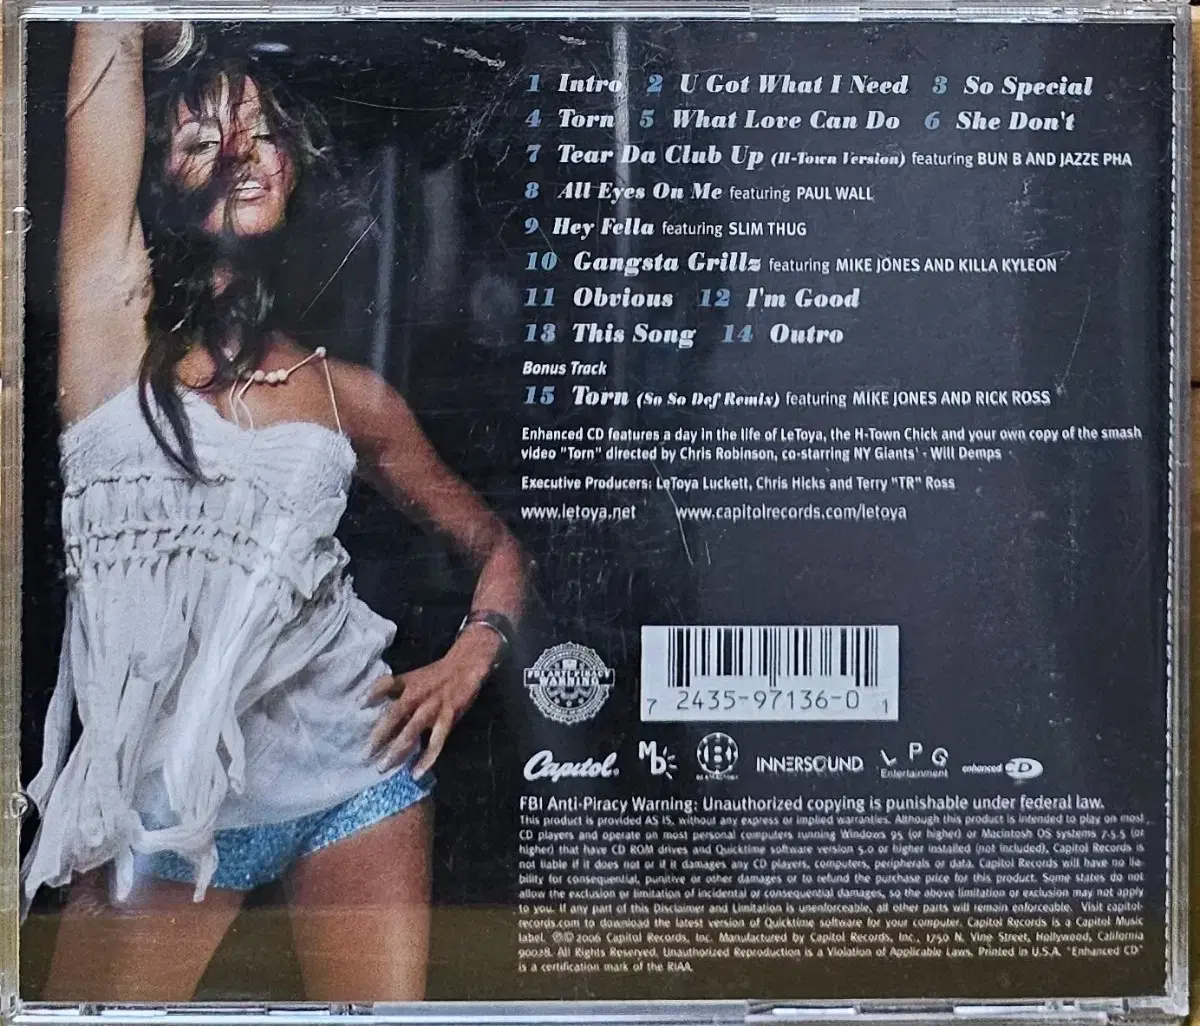 1 Intro 2 U Got What I Need 3 So Special
4 Torn 5 What Love Can Do 6 She Don't
7 Tear Da Club Up (H-Town Version) featuring BUN B AND JAZZE PHA
8 All Eyes On Me featuring PAUL WALL
9 Hey Fella featuring SLIM THUG
10 Gangsta Grillz featuring MIKE JONES AND KILLA KYLEON
11 Obvious 12 I'm Good
13 This Song 14 Outro
Bonus Track
15 Torn (So So Def Remix) featuring MIKE JONES AND RICK ROSS
Enhanced CD features a day in the life of LeToya, the H-Town Chick and your own copy of the smash
video "Torn" directed by Chris Robinson, co-starring NY Giants' - Will Demps
Executive Producers: LeToya Luckett, Chris Hicks and Terry "TR" Ross
www.letoya.net www.capitolrecords.com/letoya
FBI ANTI-PIRACY
WARNING
7 2435-97136-0 1
Capitol. INNERSOUND LPG
Entertainment enhanced CD
FBI Anti-Piracy Warning: Unauthorized copying is punishable under federal law.
This product is provided AS IS, without any express or implied warranties. Although this product is intended to play on most
CD players and operate on most personal computers running Windows 95 (or higher) or Macintosh OS systems 7.5.5 (or
higher) that have CD ROM drives and Quicktime software version 5.0 or higher installed (not included), Capitol Records is
not liable if it does not or if it damages any CD players, computers, peripherals or data. Capitol Records will have no lia-
bility for consequential, punitive or other damages or to refund the purchase price for this product. Some states do not
allow the exclusion or limitation of incidental or consequential damages, so the above limitation or exclusion may not apply
to you. If any part of this Disclaimer and Limitation is unenforceable, all other parts will remain enforceable. Visit capitol-
records.com to download the latest version of Quicktime software for your computer. Capitol Records is a Capitol Music
label. ℗© 2006 Capitol Records, Inc. Manufactured by Capitol Records, Inc., 1750 N. Vine Street, Hollywood, California
90028. All Rights Reserved. Unauthorized Reproduction is a Violation of Applicable Laws. Printed in U.S.A. "Enhanced CD"
is a certification mark of the RIAA.